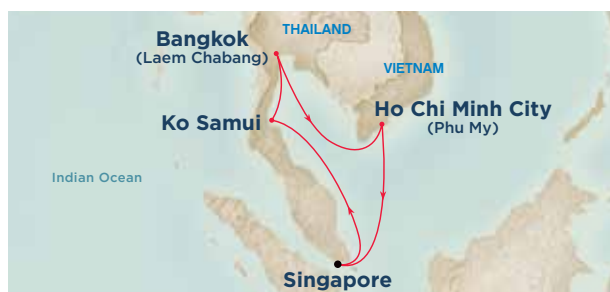 THAILAND
Bangkok
(Laem Chabang)
VIETNAM
Ho Chi Minh City
(Phu My)
Ko Samui
Indian Ocean
Singapore